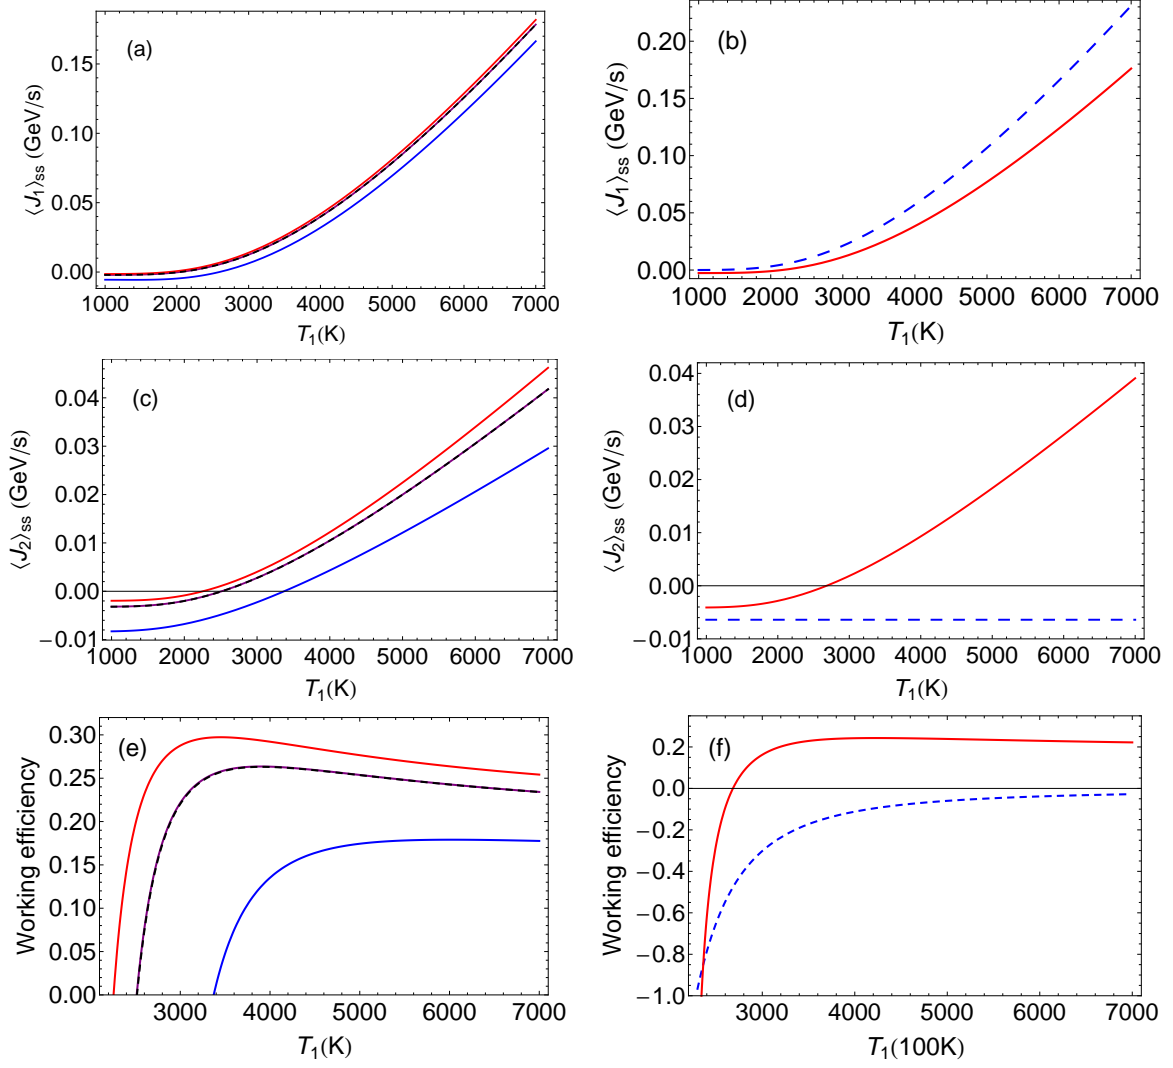 (a)
⟨J₁⟩ss (GeV/s)
0.15
0.10
0.05
0.00
1000 2000 3000 4000 5000 6000 7000
T₁(K)
(b)
⟨J₁⟩ss (GeV/s)
0.20
0.15
0.10
0.05
0.00
1000 2000 3000 4000 5000 6000 7000
T₁(K)
(c)
⟨J₂⟩ss (GeV/s)
0.04
0.03
0.02
0.01
0.00
−0.01
1000 2000 3000 4000 5000 6000 7000
T₁(K)
(d)
⟨J₂⟩ss (GeV/s)
0.04
0.03
0.02
0.01
0.00
−0.01
1000 2000 3000 4000 5000 6000 7000
T₁(K)
(e)
Working efficiency
0.30
0.25
0.20
0.15
0.10
0.05
0.00
3000 4000 5000 6000 7000
T₁(K)
(f)
Working efficiency
0.2
0.0
−0.2
−0.4
−0.6
−0.8
−1.0
3000 4000 5000 6000 7000
T₁(100K)